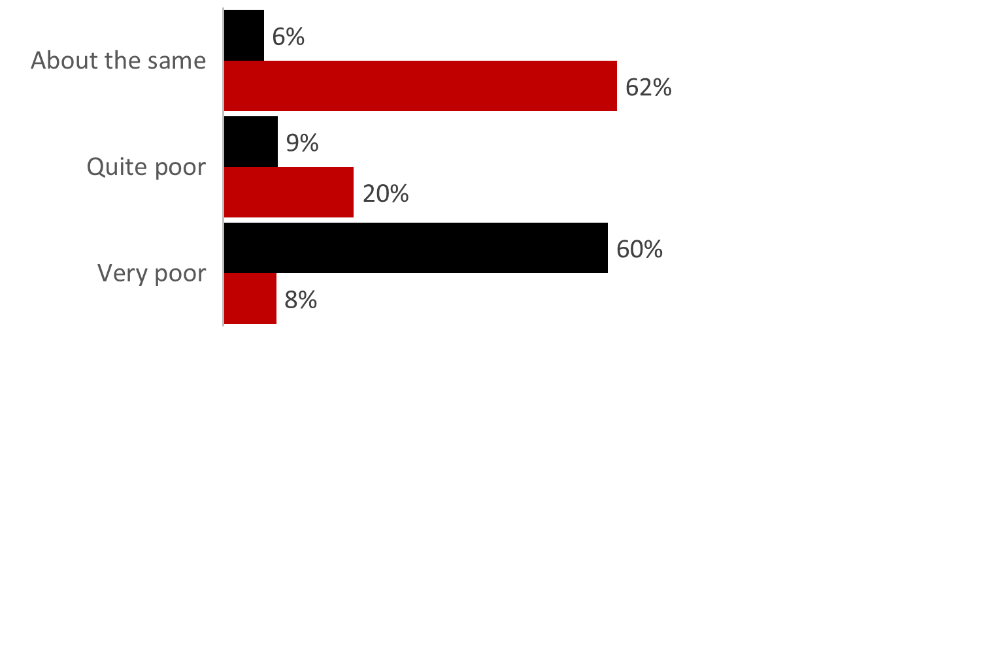 6%
About the same
62%
9%
Quite poor
20%
60%
Very poor
8%